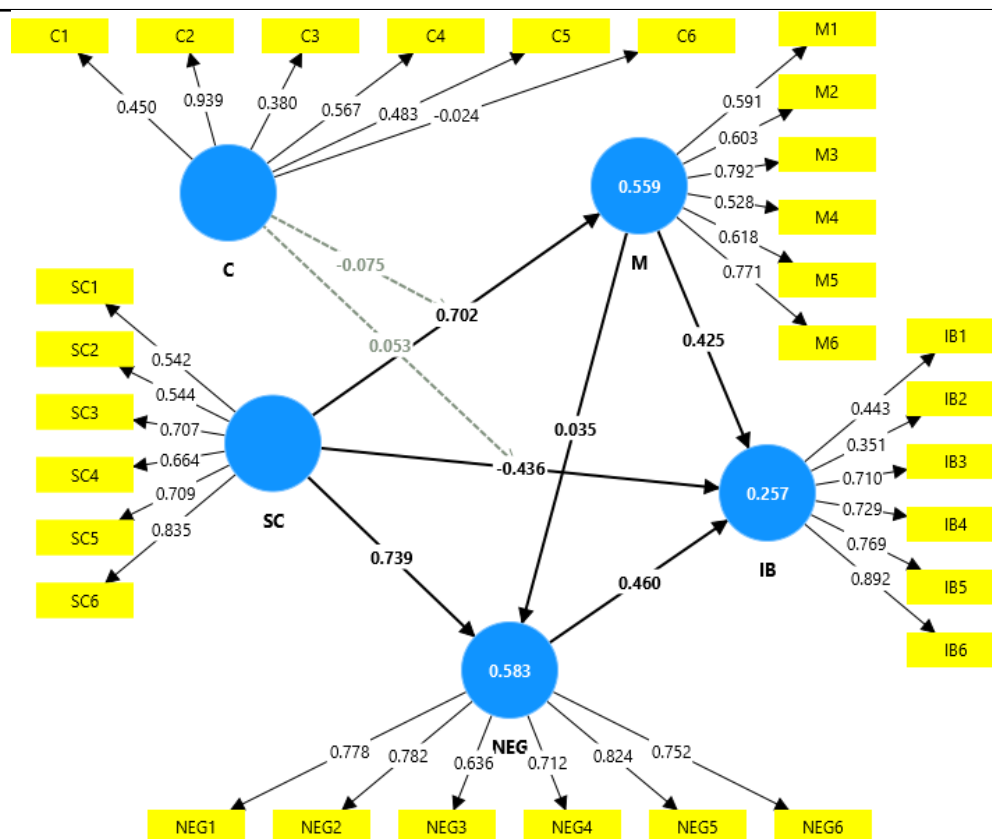 C1 C2 C3 C4 C5 C6 M1
0.450 0.939 0.380 0.567 0.483 -0.024
0.591 M2
0.603
0.792 M3
0.528 M4
0.618 M5
0.771 M6
0.559
M
C
-0.075
0.702
0.053
0.425
0.035
-0.436
SC1
0.542
SC2
0.544
SC3
0.707
SC4
0.664
SC5
0.709
SC6
0.835
SC
0.739
IB1
0.443
IB2
0.351
IB3
0.710
IB4
0.729
IB5
0.769
IB6
0.892
0.257
IB
0.460
0.583
NEG
0.778 0.782 0.636 0.712 0.824 0.752
NEG1 NEG2 NEG3 NEG4 NEG5 NEG6